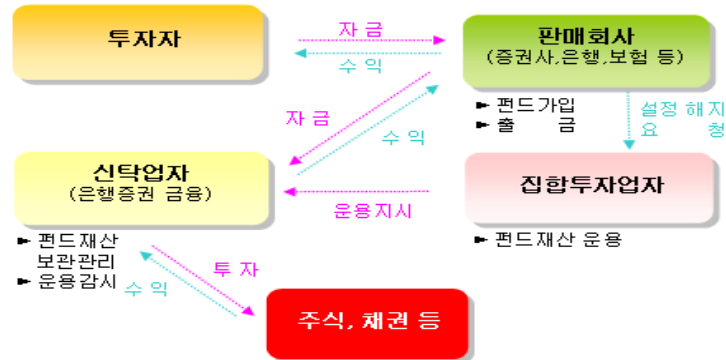 투자자
자 금
수 익
판매회사
(증권사,은행,보험 등)
► 펀드가입
► 출 금
설정 해지
요 청
자 금
수 익
신탁업자
(은행증권 금융)
운용지시
집합투자업자
► 펀드재산
보관관리
► 운용감시
► 펀드재산 운용
투 자
수 익
주식, 채권 등